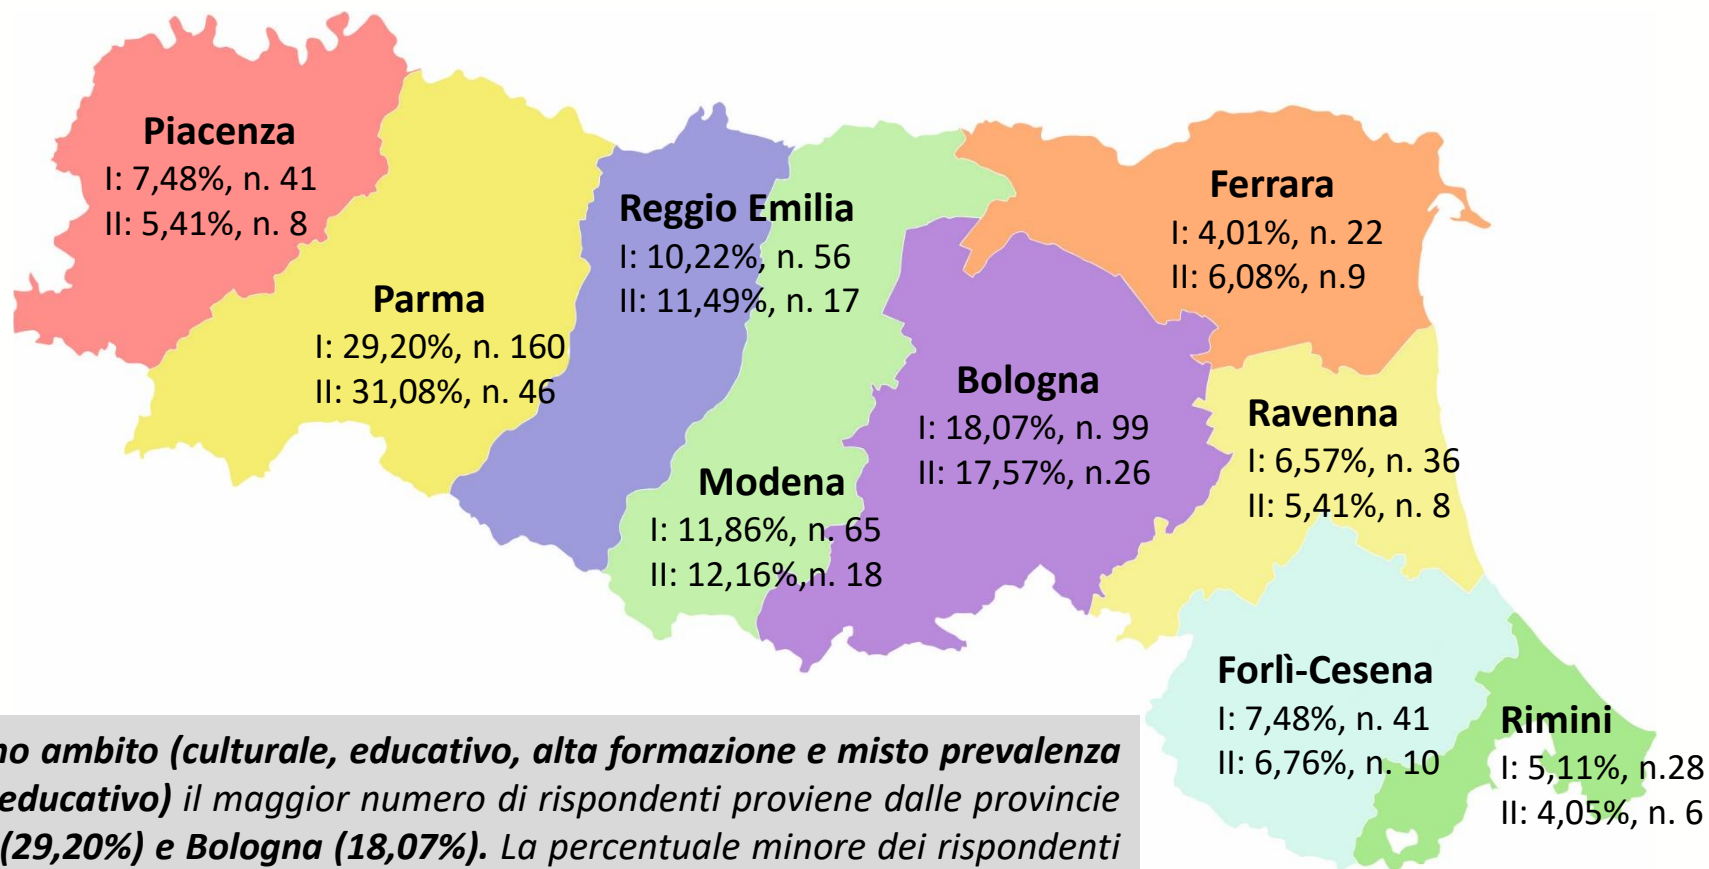 Piacenza
I: 7,48%, n. 41
II: 5,41%, n. 8
Parma
I: 29,20%, n. 160
II: 31,08%, n. 46
Reggio Emilia
I: 10,22%, n. 56
II: 11,49%, n. 17
Modena
I: 11,86%, n. 65
II: 12,16%,n. 18
Bologna
I: 18,07%, n. 99
II: 17,57%, n.26
Ferrara
I: 4,01%, n. 22
II: 6,08%, n.9
Ravenna
I: 6,57%, n. 36
II: 5,41%, n. 8
Forlì-Cesena
I: 7,48%, n. 41
II: 6,76%, n. 10
Rimini
I: 5,11%, n.28
II: 4,05%, n. 6
ambito (culturale, educativo, alta formazione e misto prevalenza
educativo) il maggior numero di rispondenti proviene dalle provincie
(29,20%) e Bologna (18,07%). La percentuale minore dei rispondenti